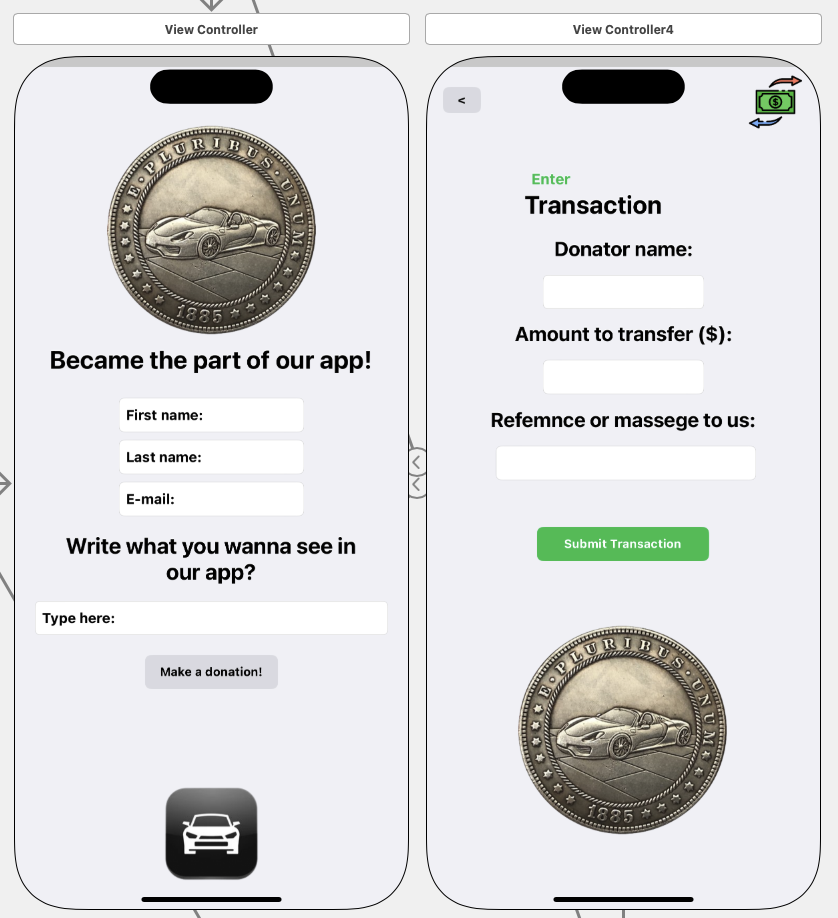 View Controller
E·PLURIBUS·UNUM
1885
Became the part of our app!
First name:
Last name:
E-mail:
Write what you wanna see in
our app?
Type here:
Make a donation!
View Controller4
<
$
Enter
Transaction
Donator name:
Amount to transfer ($):
Refemnce or massege to us:
Submit Transaction
E·PLURIBUS·UNUM
1885